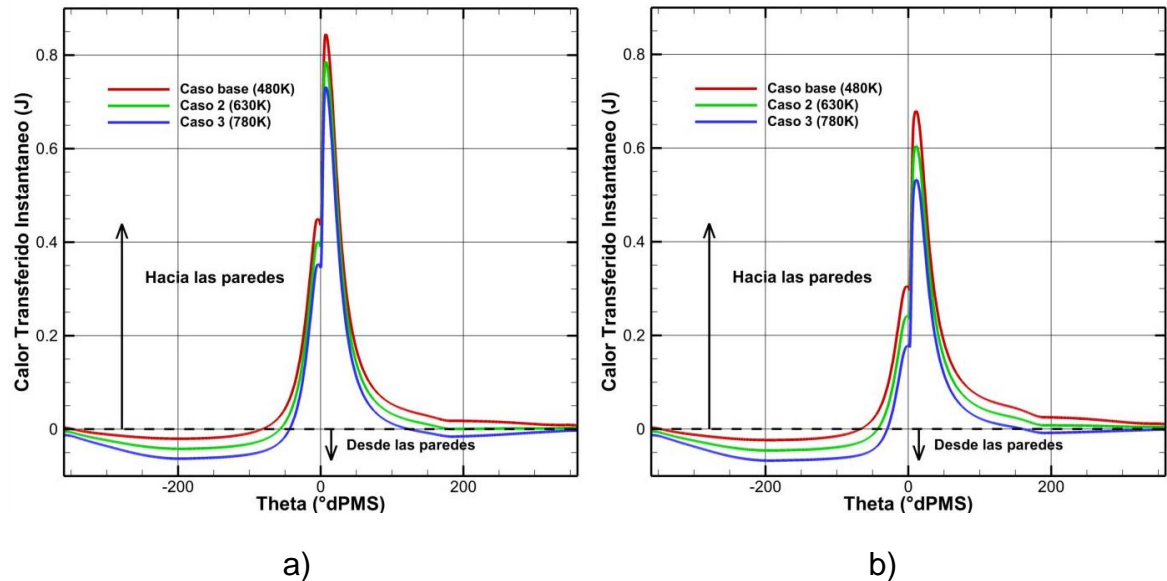 Calor Transferido Instantaneo (J)
0.8
0.6
0.4
0.2
0
Caso base (480K)
Caso 2 (630K)
Caso 3 (780K)
Hacia las paredes
Desde las paredes
-200
0
200
Theta (°dPMS)
a)
Calor Transferido Instantaneo (J)
0.8
0.6
0.4
0.2
0
Caso base (480K)
Caso 2 (630K)
Caso 3 (780K)
Hacia las paredes
Desde las paredes
-200
0
200
Theta (°dPMS)
b)